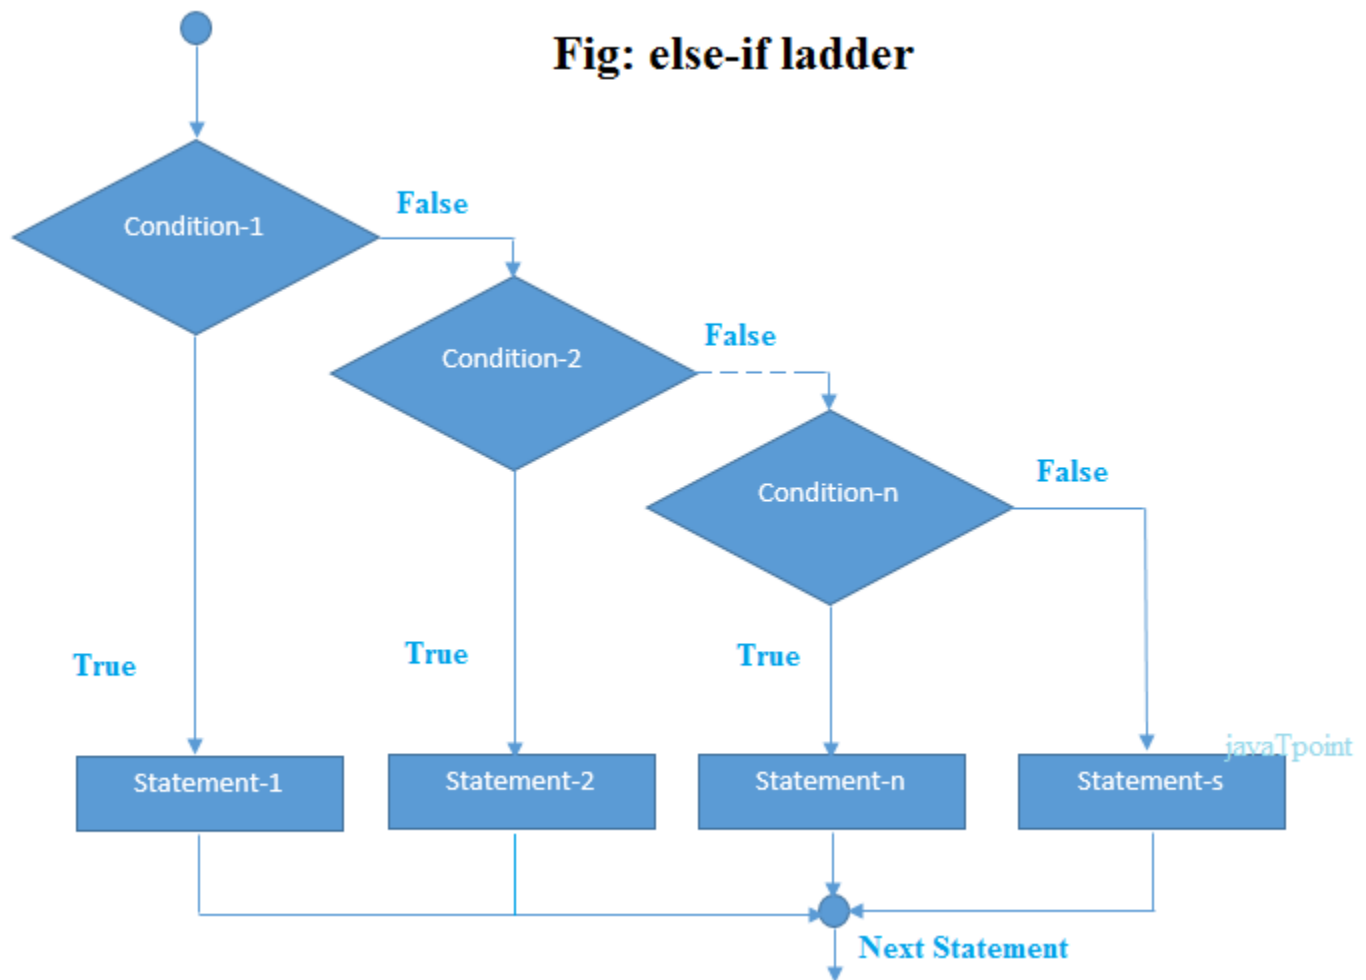 Fig: else-if ladder
Condition-1
False
Condition-2
False
Condition-n
False
True
True
True
javaTpoint
Statement-1
Statement-2
Statement-n
Statement-s
Next Statement